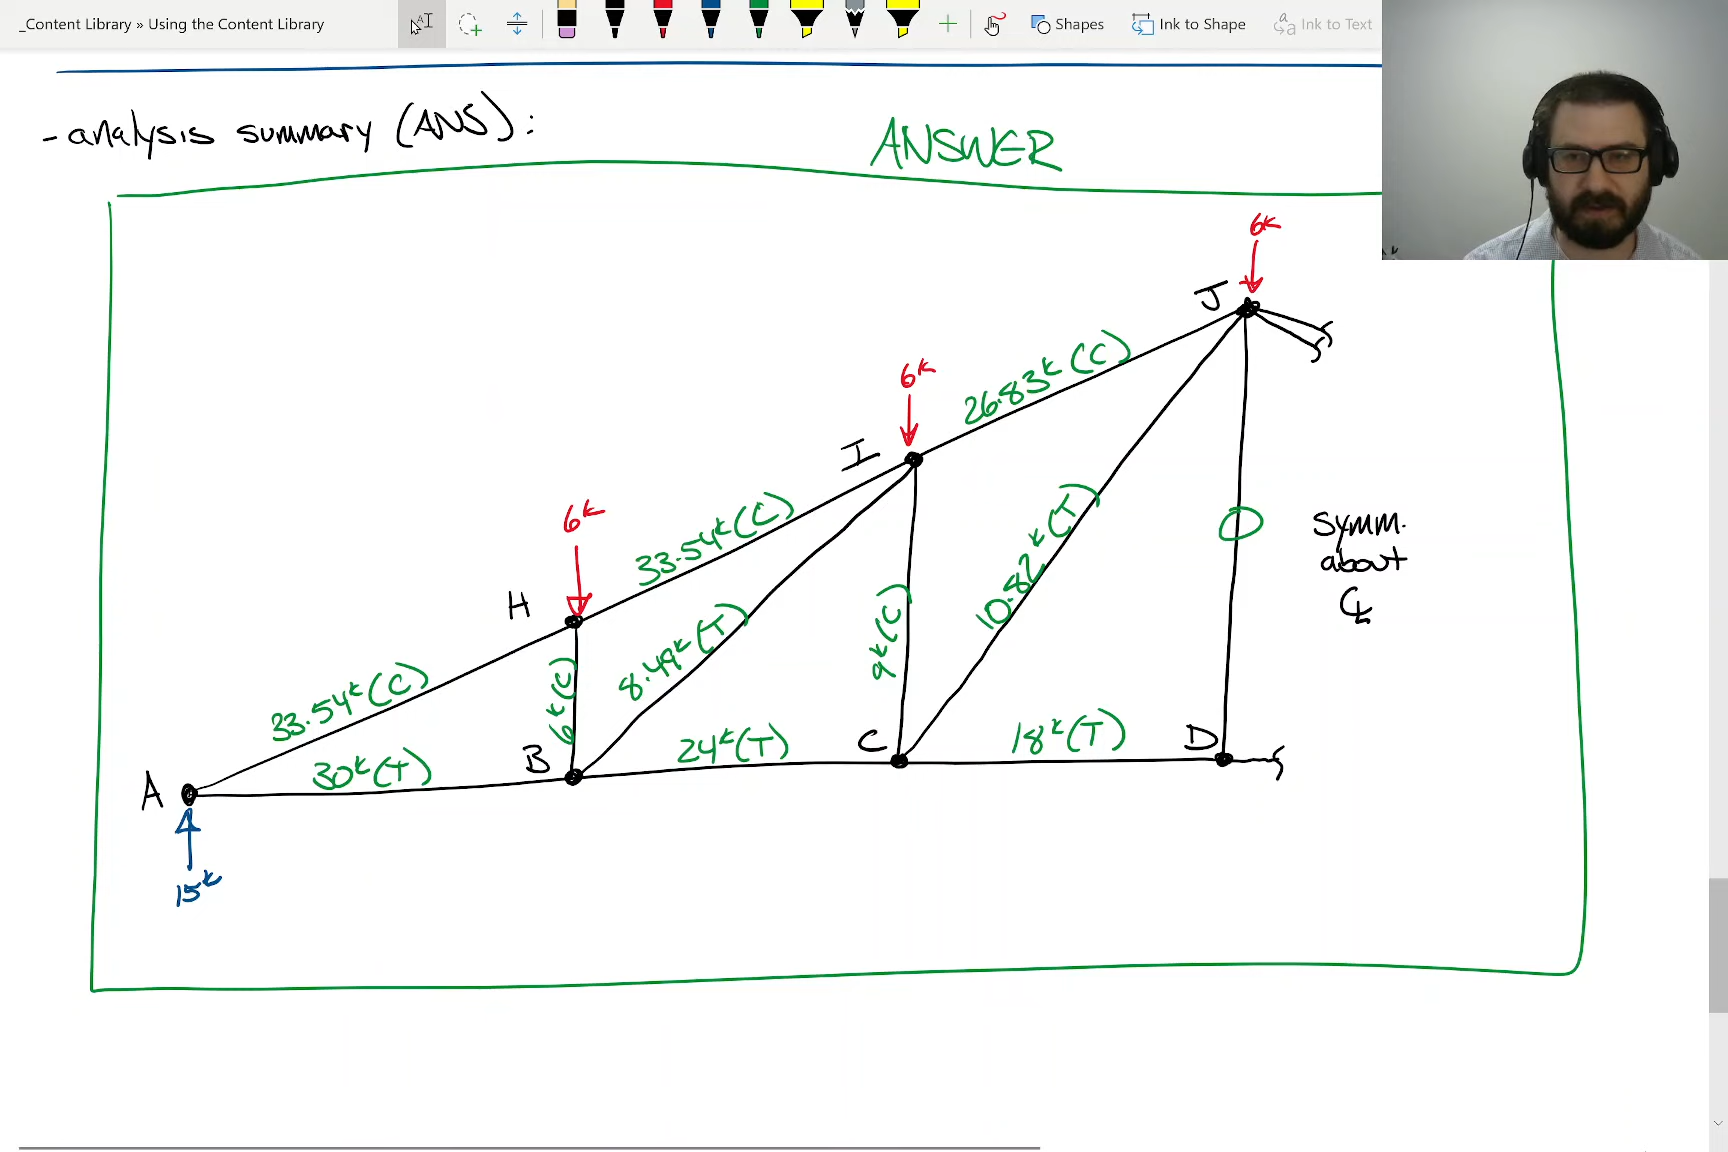 _Content Library » Using the Content Library
Shapes
Ink to Shape
Ink to Text
- analysis summary (ANS):
ANSWER
6k
J
26.83k (C)
6k
I
33.54k (C)
6k
H
10.82k (T)
symm.
about
CL
9k (C)
8.49k (T)
33.54k (C)
6k (C)
A
30k (T)
B
24k (T)
C
18k (T)
D
0
15k